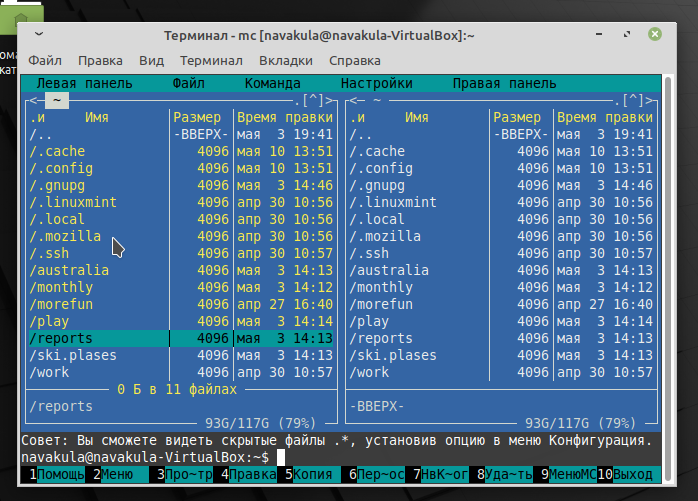 Терминал - mc [navakula@navakula-VirtualBox]:~
Файл Правка Вид Терминал Вкладки Справка
Левая панель Файл Команда Настройки Правая панель
<─ ~ .[^]> <─ ~ .[^]>
.и Имя Размер Время правки .и Имя Размер Время правки
/.. -ВВЕРХ- мая 3 19:41 /.. -ВВЕРХ- мая 3 19:41
/.cache 4096 мая 10 13:51 /.cache 4096 мая 10 13:51
/.config 4096 мая 10 13:51 /.config 4096 мая 10 13:51
/.gnupg 4096 мая 3 14:46 /.gnupg 4096 мая 3 14:46
/.linuxmint 4096 апр 30 10:56 /.linuxmint 4096 апр 30 10:56
/.local 4096 апр 30 10:56 /.local 4096 апр 30 10:56
/.mozilla 4096 апр 30 10:56 /.mozilla 4096 апр 30 10:56
/.ssh 4096 апр 30 10:57 /.ssh 4096 апр 30 10:57
/australia 4096 мая 3 14:13 /australia 4096 мая 3 14:13
/monthly 4096 мая 3 14:12 /monthly 4096 мая 3 14:12
/morefun 4096 апр 27 16:40 /morefun 4096 апр 27 16:40
/play 4096 мая 3 14:14 /play 4096 мая 3 14:14
/reports 4096 мая 3 14:13 /reports 4096 мая 3 14:13
/ski.plases 4096 мая 3 14:13 /ski.plases 4096 мая 3 14:13
/work 4096 апр 30 10:57 /work 4096 апр 30 10:57
0 Б в 11 файлах
/reports -ВВЕРХ-
93G/117G (79%) 93G/117G (79%)
Совет: Вы сможете видеть скрытые файлы .*, установив опцию в меню Конфигурация.
navakula@navakula-VirtualBox:~$
1Помощь 2Меню 3Про~тр 4Правка 5Копия 6Пер~ос 7НвК~ог 8Уда~ть 9МенюMC 10Выход